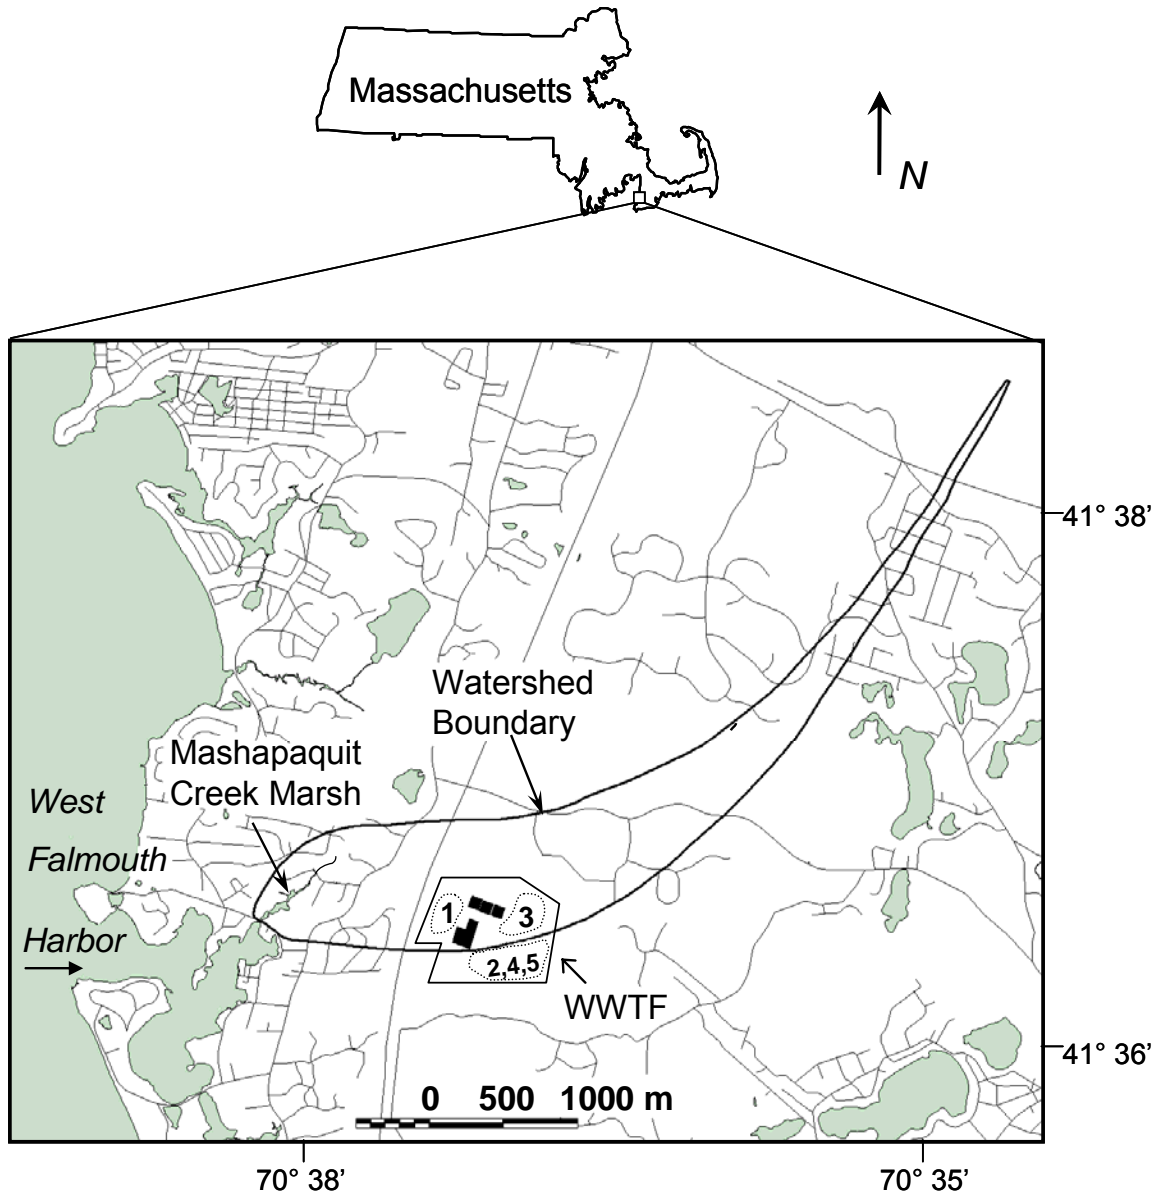 Massachusetts
N
41° 38’
Watershed
Boundary
Mashapaquit
Creek Marsh
West
Falmouth
Harbor
1
3
2,4,5
WWTF
41° 36’
0 500 1000 m
70° 38’
70° 35’